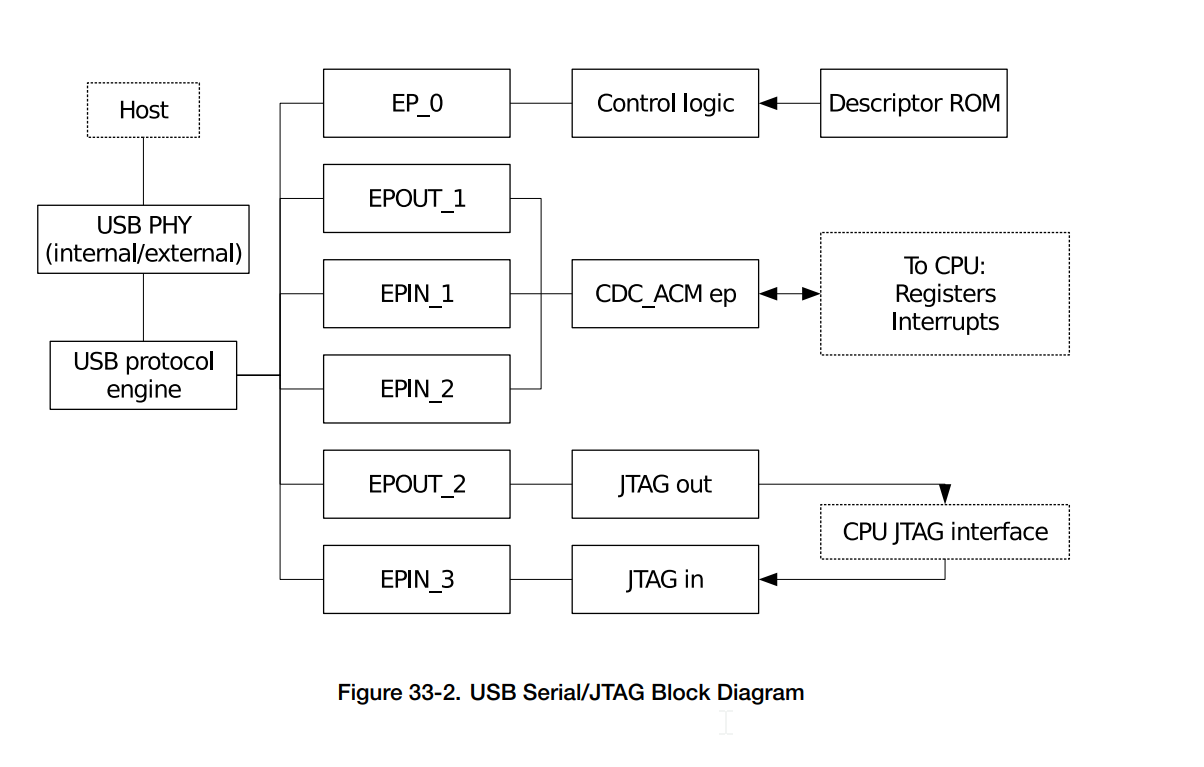 Host
USB PHY
(internal/external)
USB protocol
engine
EP_0
Control logic
Descriptor ROM
EPOUT_1
EPIN_1
CDC_ACM ep
To CPU:
Registers
Interrupts
EPIN_2
EPOUT_2
JTAG out
CPU JTAG interface
EPIN_3
JTAG in
Figure 33-2. USB Serial/JTAG Block Diagram